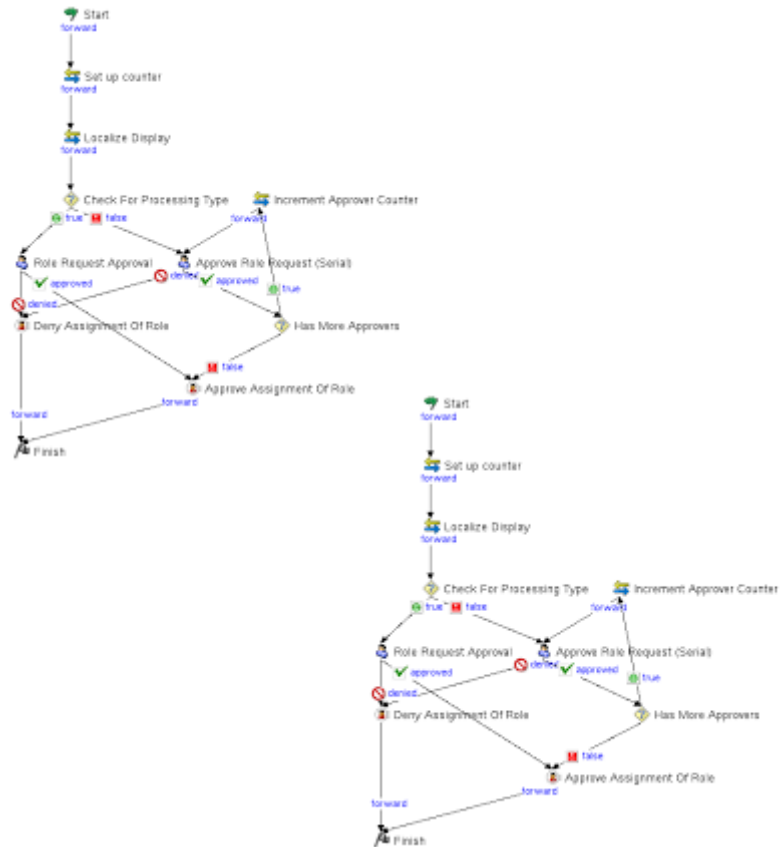 Start
forward
Set up counter
forward
Localize Display
forward
Check For Processing Type
Increment Approver Counter
true
false
forward
Role Request Approval
Approve Role Request (Serial)
approved
denied
approved
true
denied
Deny Assignment Of Role
Has More Approvers
false
Approve Assignment Of Role
forward
forward
Finish
Start
forward
Set up counter
forward
Localize Display
forward
Check For Processing Type
Increment Approver Counter
true
false
forward
Role Request Approval
Approve Role Request (Serial)
approved
denied
approved
true
denied
Deny Assignment Of Role
Has More Approvers
false
Approve Assignment Of Role
forward
forward
Finish